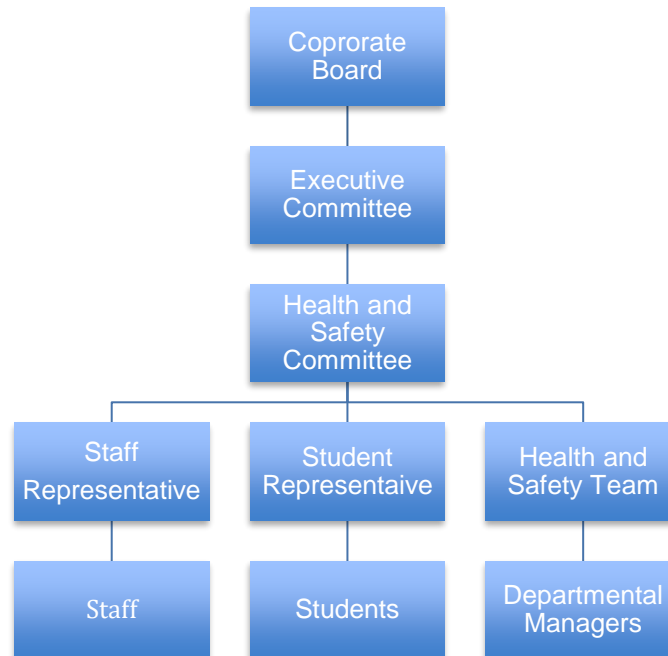 Coprorate
Board
Executive
Committee
Health and
Safety
Committee
Staff
Representative
Student
Representaive
Health and
Safety Team
Staff
Students
Departmental
Managers